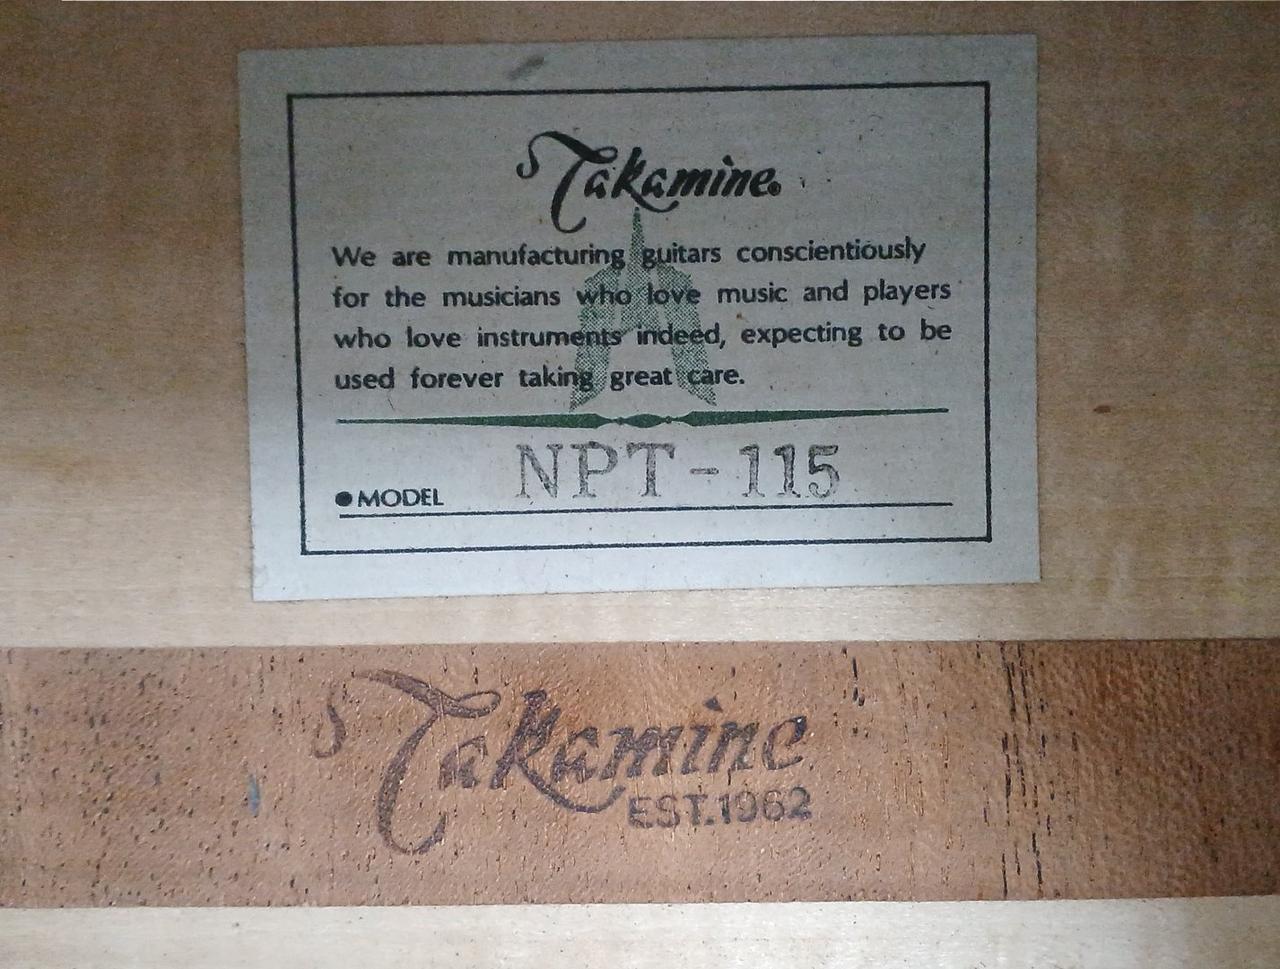 Takamine®
We are manufacturing guitars conscientiously
for the musicians who love music and players
who love instruments indeed, expecting to be
used forever taking great care.
●MODEL NPT-115
Takamine
EST.1962